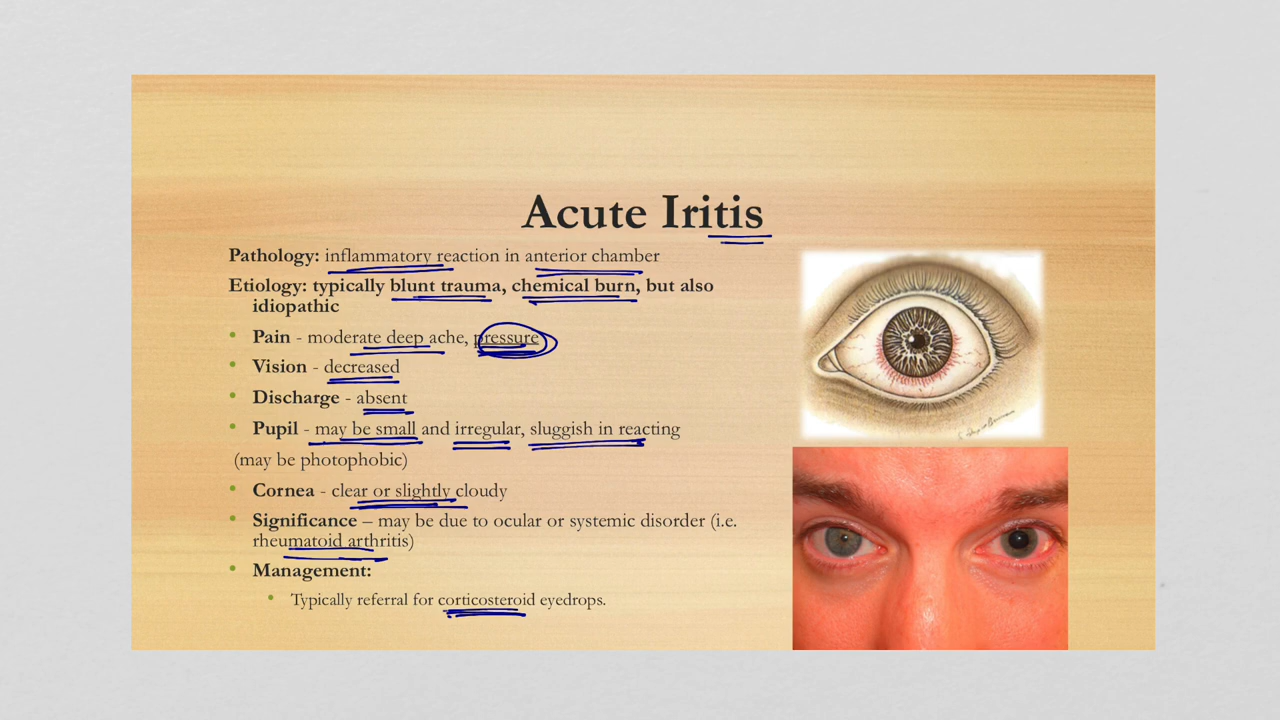 Acute Iritis
Pathology: inflammatory reaction in anterior chamber
Etiology: typically blunt trauma, chemical burn, but also
idiopathic
• Pain - moderate deep ache, pressure
• Vision - decreased
• Discharge - absent
• Pupil - may be small and irregular, sluggish in reacting
(may be photophobic)
• Cornea - clear or slightly cloudy
• Significance – may be due to ocular or systemic disorder (i.e.
rheumatoid arthritis)
• Management:
• Typically referral for corticosteroid eyedrops.